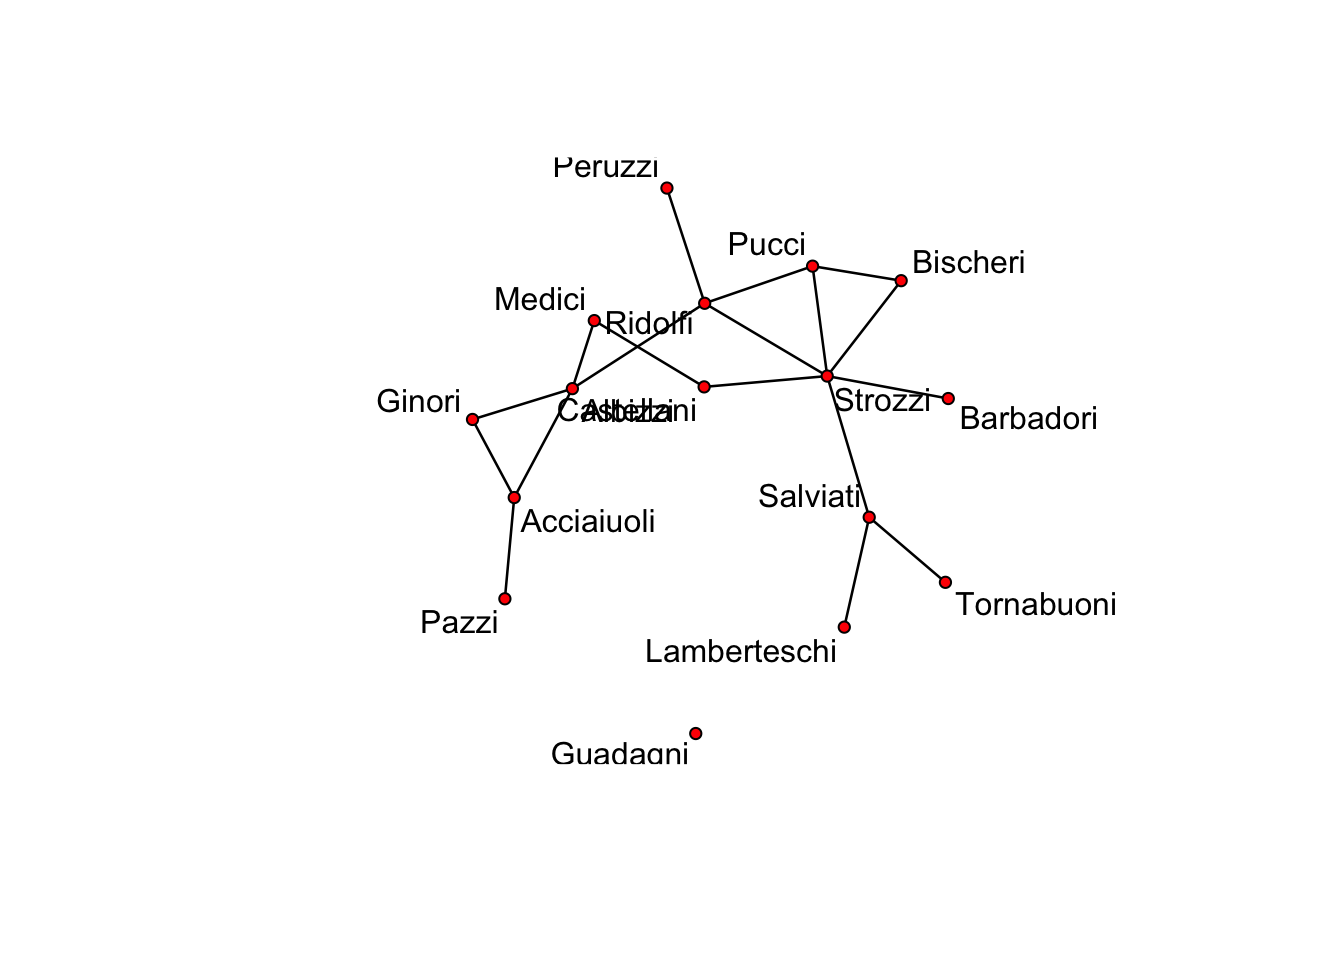 Peruzzi
Pucci
Bischeri
Medici
Ridolfi
Ginori
Castellani
Albizzi
Strozzi
Barbadori
Salviati
Acciaiuoli
Tornabuoni
Pazzi
Lamberteschi
Guadagni